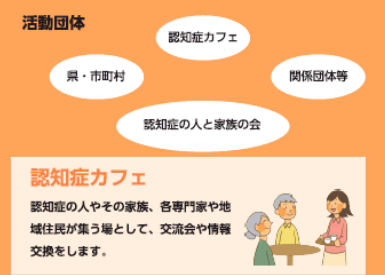 活動団体
認知症カフェ
県・市町村
関係団体等
認知症の人と家族の会
認知症カフェ
認知症の人やその家族、各専門家や地
域住民が集う場として、交流会や情報
交換をします。